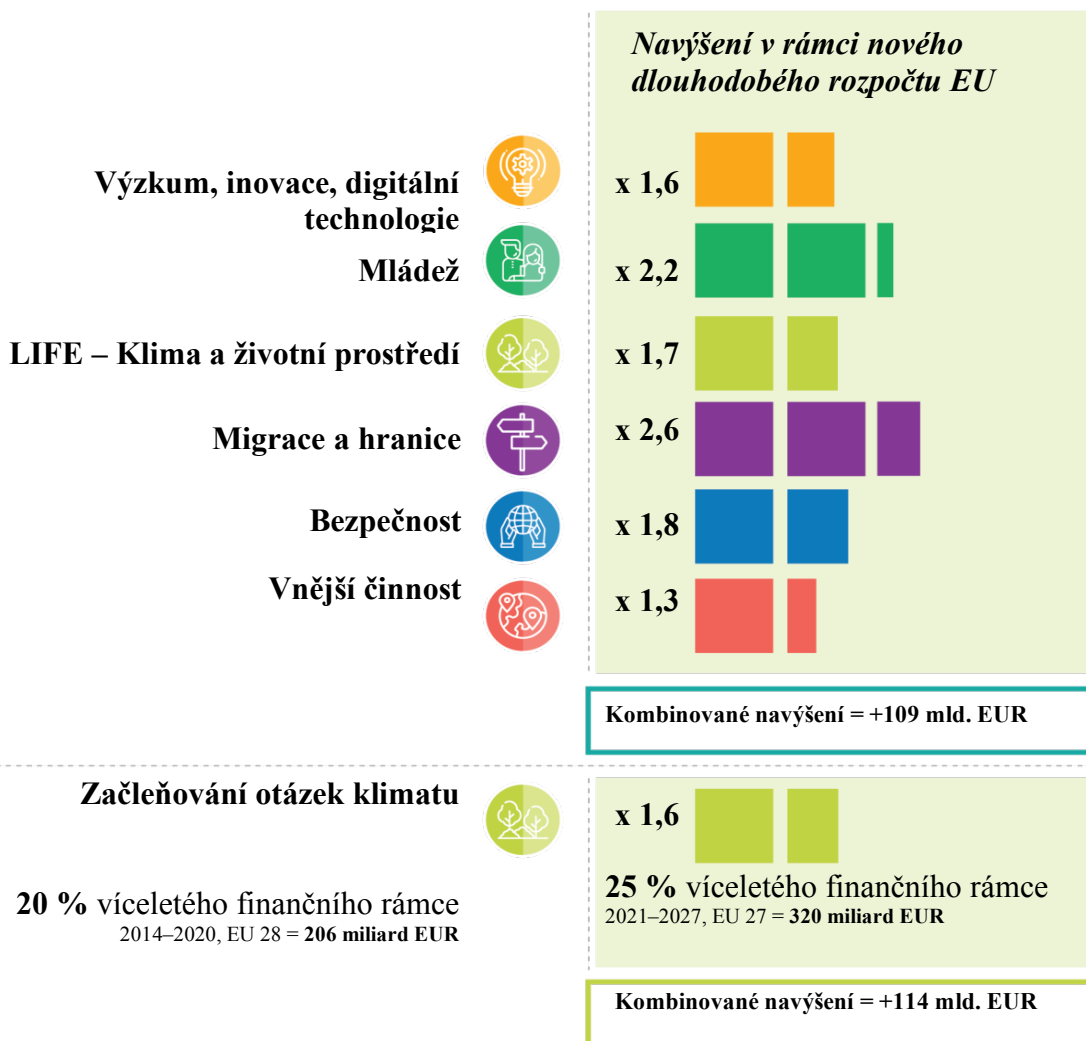 Navýšení v rámci nového
dlouhodobého rozpočtu EU
Výzkum, inovace, digitální
technologie
x 1,6
Mládež
x 2,2
LIFE – Klima a životní prostředí
x 1,7
Migrace a hranice
x 2,6
Bezpečnost
x 1,8
Vnější činnost
x 1,3
Kombinované navýšení = +109 mld. EUR
Začleňování otázek klimatu
x 1,6
20 % víceletého finančního rámce
2014–2020, EU 28 = 206 miliard EUR
25 % víceletého finančního rámce
2021–2027, EU 27 = 320 miliard EUR
Kombinované navýšení = +114 mld. EUR